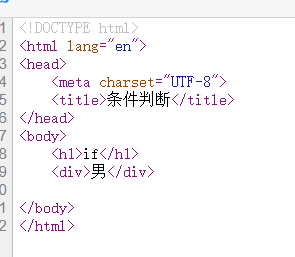 1 <!DOCTYPE html>
2 <html lang="en">
3 <head>
4     <meta charset="UTF-8">
5     <title>条件判断</title>
6 </head>
7 <body>
8     <h1>if</h1>
9     <div>男</div>
0
1 </body>
2 </html>